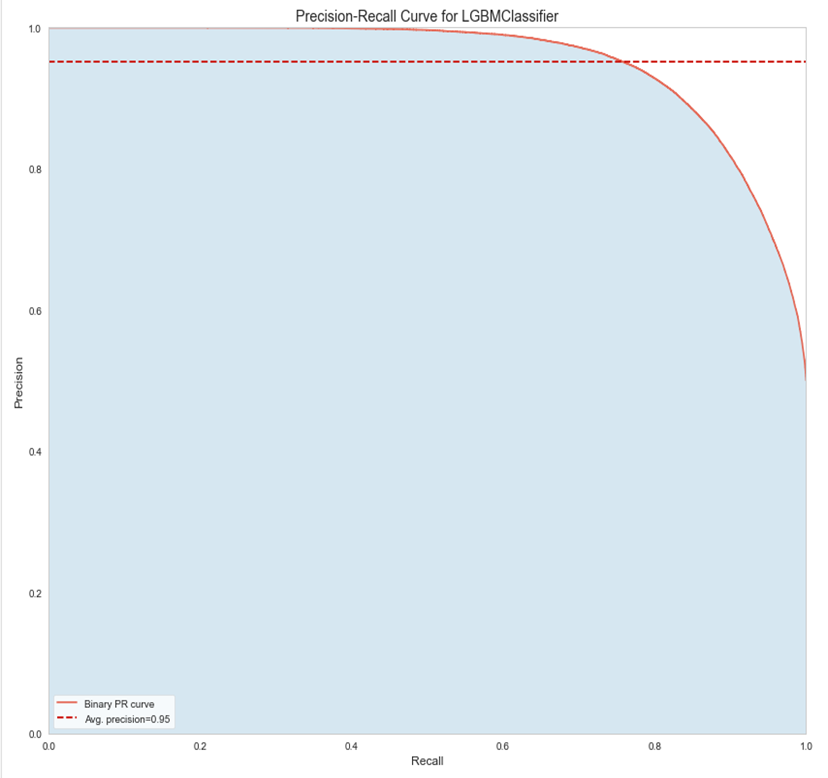 Precision-Recall Curve for LGBMClassifier
1.0
0.8
0.6
Precision
0.4
0.2
Binary PR curve
Avg. precision=0.95
0.0
0.0 0.2 0.4 0.6 0.8 1.0
Recall